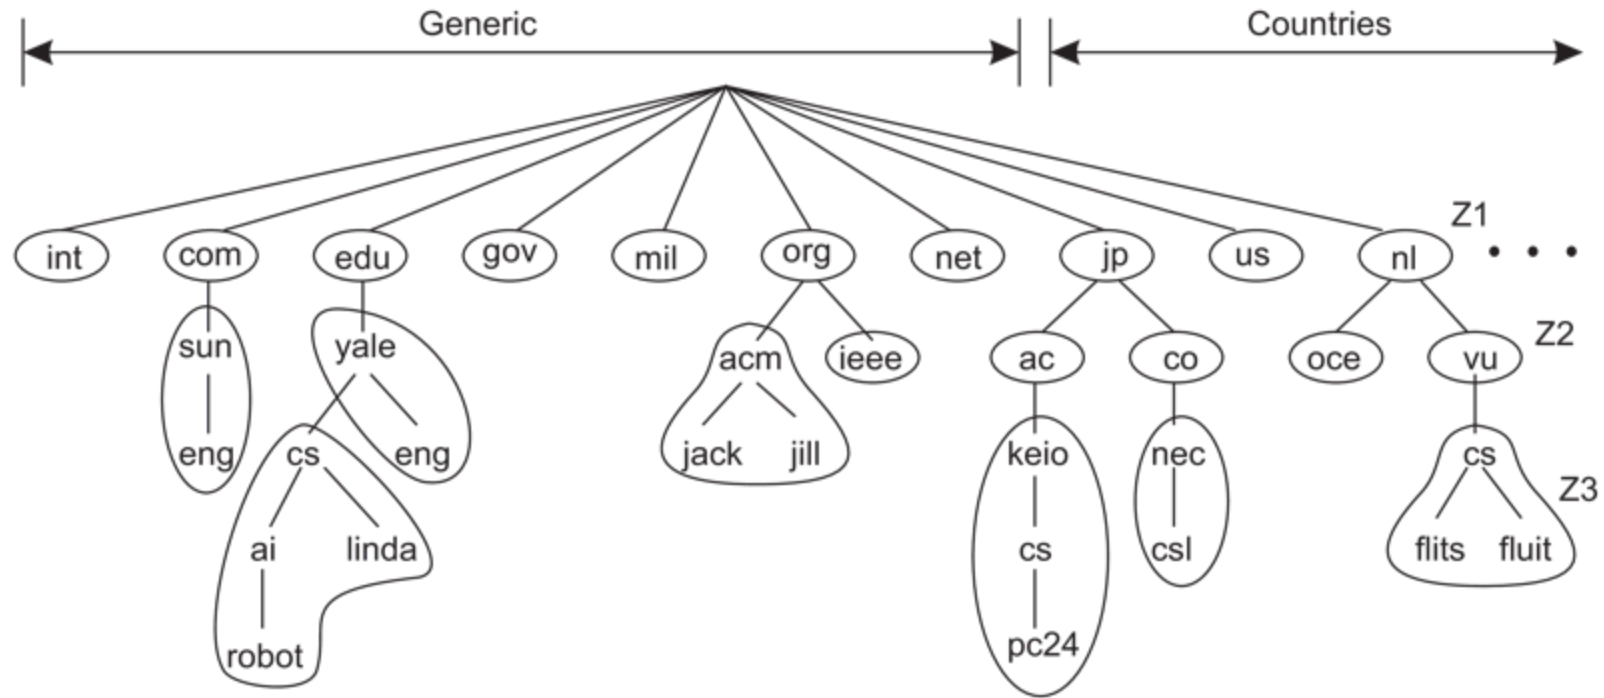 Generic Countries
Z1
int com edu gov mil org net jp us nl
Z2
sun yale acm ieee ac co oce vu
eng cs eng jack jill keio nec cs
Z3
ai linda cs csl flits fluit
robot pc24